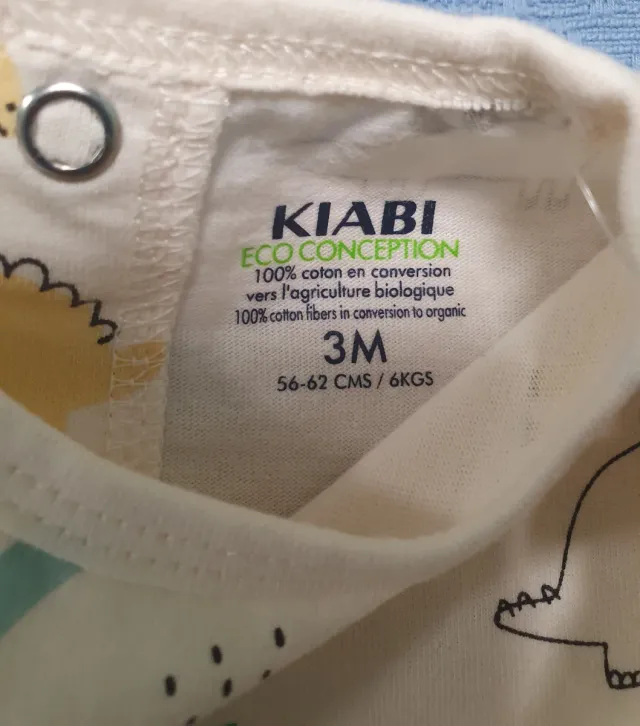 KIABI
ECO CONCEPTION
100% coton en conversion
vers l'agriculture biologique
100% cotton fibers in conversion to organic
3M
56-62 CMS / 6KGS